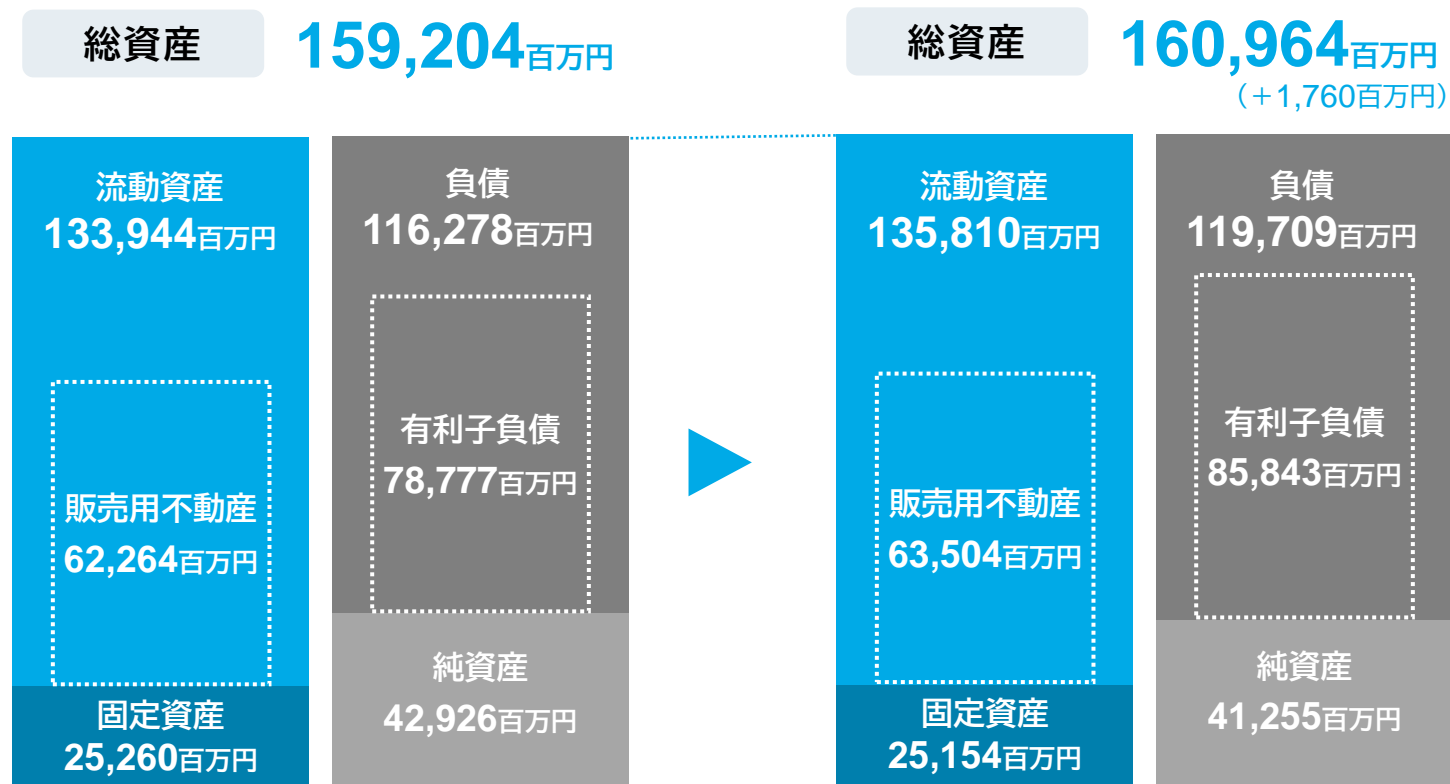 総資産 159,204百万円
流動資産
133,944百万円
販売用不動産
62,264百万円
固定資産
25,260百万円
負債
116,278百万円
有利子負債
78,777百万円
純資産
42,926百万円
総資産 160,964百万円
（＋1,760百万円）
流動資産
135,810百万円
販売用不動産
63,504百万円
固定資産
25,154百万円
負債
119,709百万円
有利子負債
85,843百万円
純資産
41,255百万円